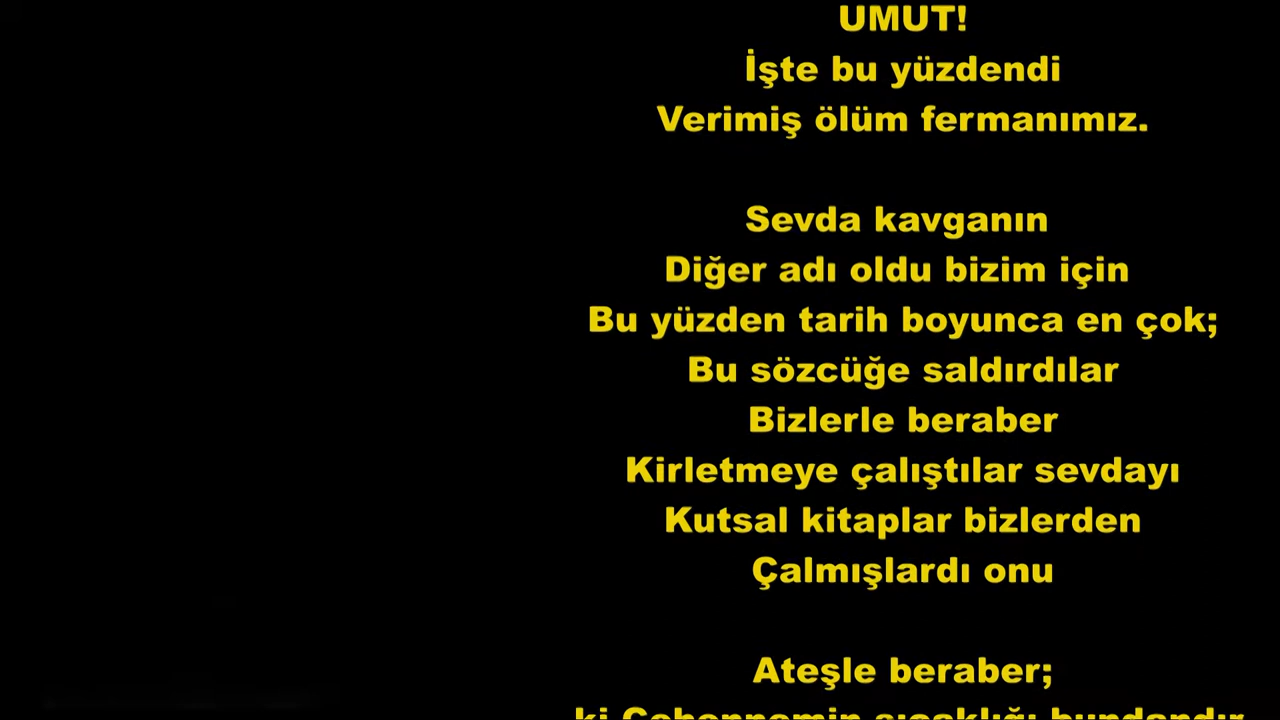 UMUT!
İşte bu yüzdendi
Verimiş ölüm fermanımız.
Sevda kavganın
Diğer adı oldu bizim için
Bu yüzden tarih boyunca en çok;
Bu sözcüğe saldırdılar
Bizlerle beraber
Kirletmeye çalıştılar sevdayı
Kutsal kitaplar bizlerden
Çalmışlardı onu
Ateşle beraber;
ki Cehennemin sıcaklığı bundandır